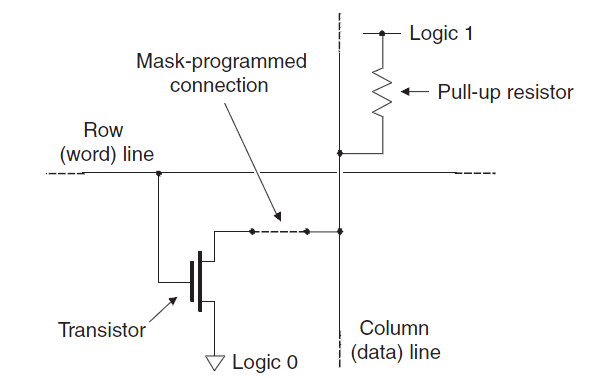 Logic 1
Mask-programmed
connection
Pull-up resistor
Row
(word) line
Transistor
Logic 0
Column
(data) line